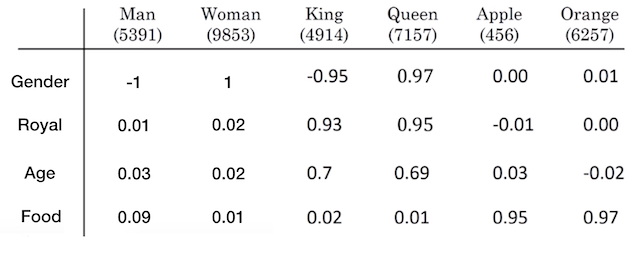 Man Woman King Queen Apple Orange
(5391) (9853) (4914) (7157) (456) (6257)
Gender -1 1 -0.95 0.97 0.00 0.01
Royal 0.01 0.02 0.93 0.95 -0.01 0.00
Age 0.03 0.02 0.7 0.69 0.03 -0.02
Food 0.09 0.01 0.02 0.01 0.95 0.97